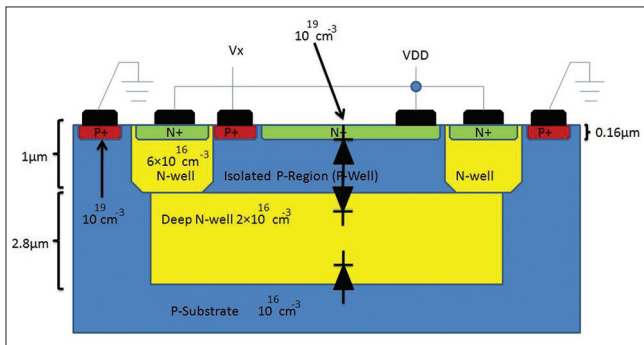 10 cm⁻³ 19
Vx
VDD
P+ N+ P+ N+ N+ P+
0.16µm
1µm
6×10 cm⁻³ 16
N-well
Isolated P-Region (P-Well)
N-well
10 cm⁻³ 19
Deep N-well 2×10 cm⁻³ 16
2.8µm
P-Substrate 10 cm⁻³ 16